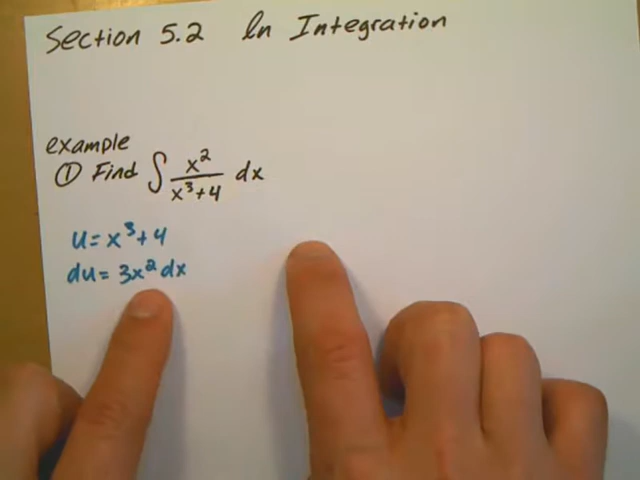 Section 5.2 ln Integration
example
① Find ∫ x²/(x³+4) dx
u = x³+4
du = 3x² dx